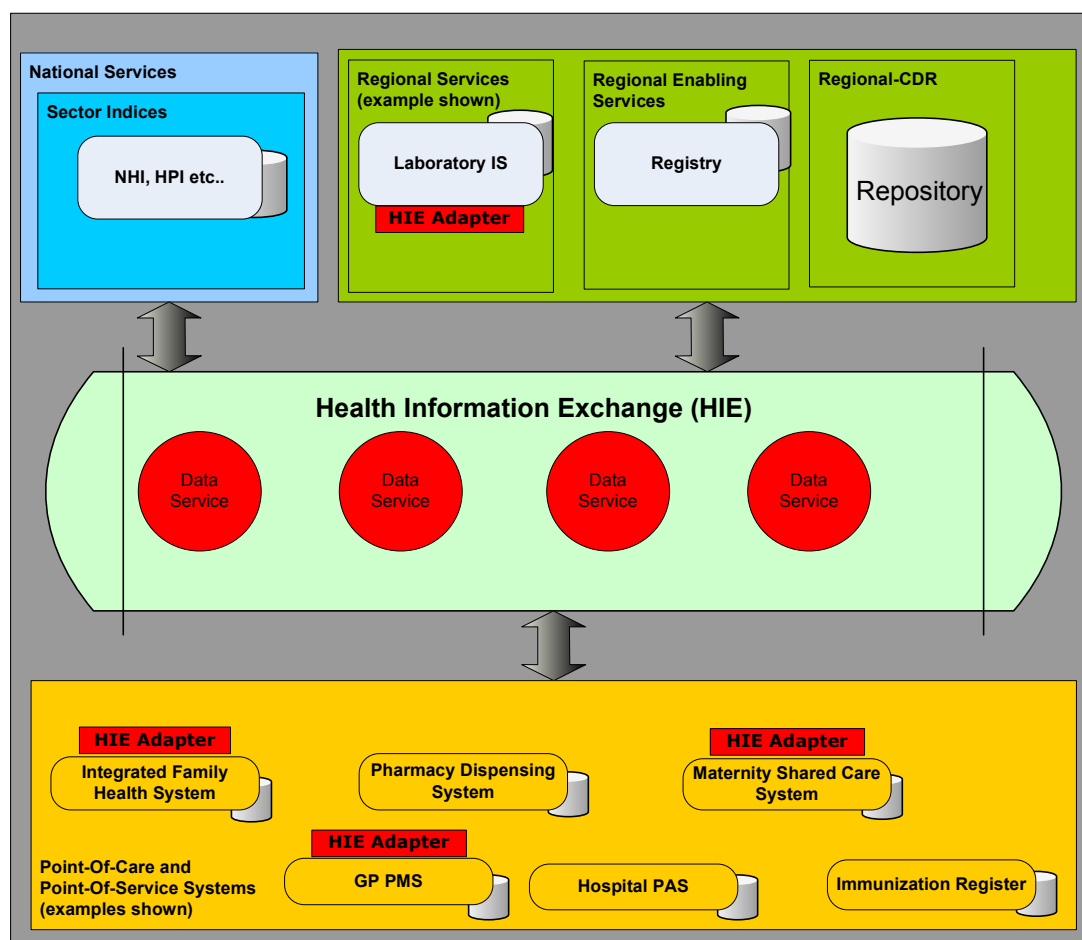 National Services
Sector Indices
NHI, HPI etc..
Regional Services
(example shown)
Laboratory IS
HIE Adapter
Regional Enabling
Services
Registry
Regional-CDR
Repository
Health Information Exchange (HIE)
Data
Service
Data
Service
Data
Service
Data
Service
HIE Adapter
Integrated Family
Health System
Pharmacy Dispensing
System
HIE Adapter
Maternity Shared Care
System
Point-Of-Care and
Point-Of-Service Systems
(examples shown)
HIE Adapter
GP PMS
Hospital PAS
Immunization Register